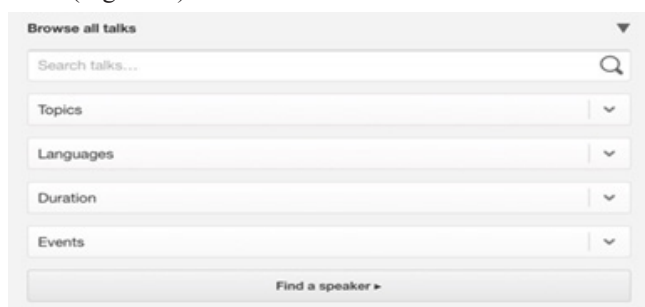 Browse all talks ▼
Search talks...
Topics
Languages
Duration
Events
Find a speaker ▸